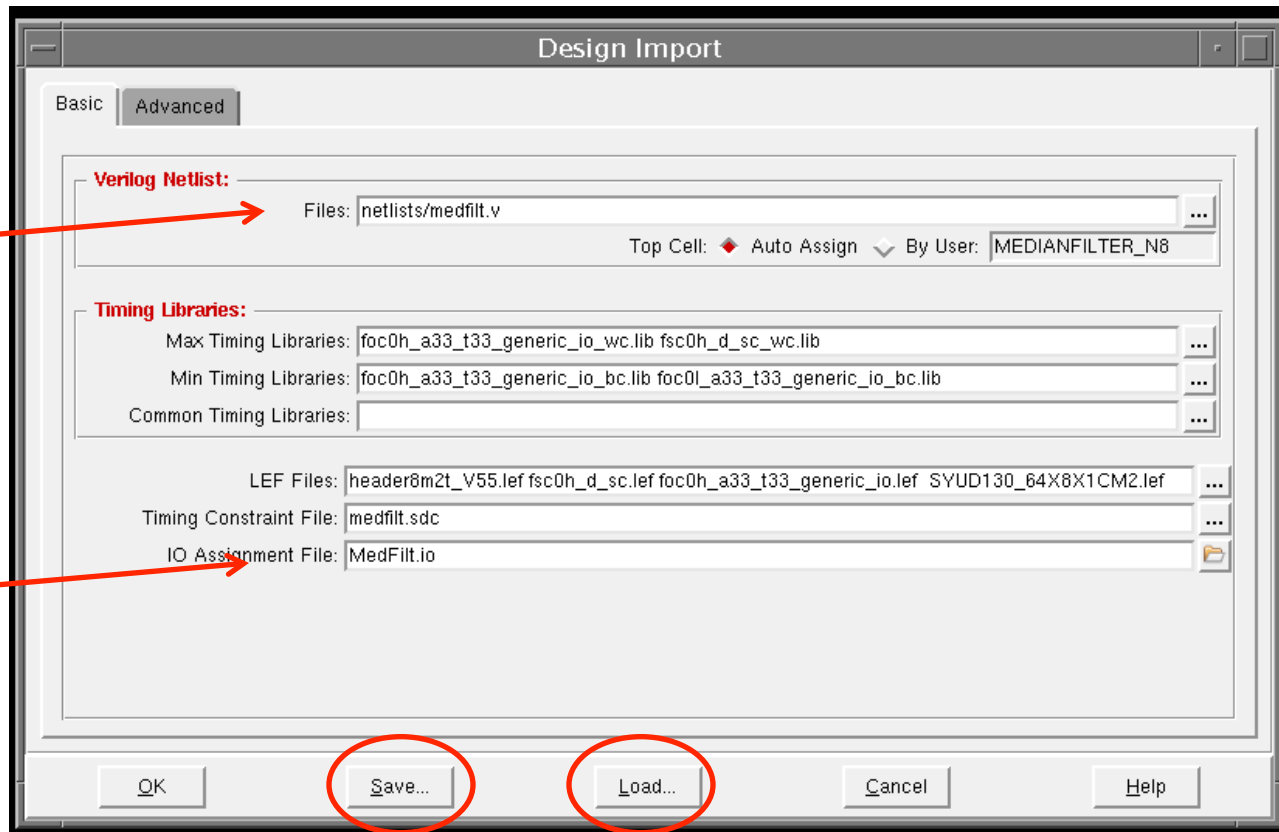 Design Import
Basic Advanced
Verilog Netlist:
Files: netlists/medfilt.v ...
Top Cell: Auto Assign By User: MEDIANFILTER_N8
Timing Libraries:
Max Timing Libraries: foc0h_a33_t33_generic_io_wc.lib fsc0h_d_sc_wc.lib ...
Min Timing Libraries: foc0h_a33_t33_generic_io_bc.lib foc0l_a33_t33_generic_io_bc.lib ...
Common Timing Libraries: ...
LEF Files: header8m2t_V55.lef fsc0h_d_sc.lef foc0h_a33_t33_generic_io.lef SYUD130_64X8X1CM2.lef ...
Timing Constraint File: medfilt.sdc ...
IO Assignment File: MedFilt.io
OK Save... Load... Cancel Help